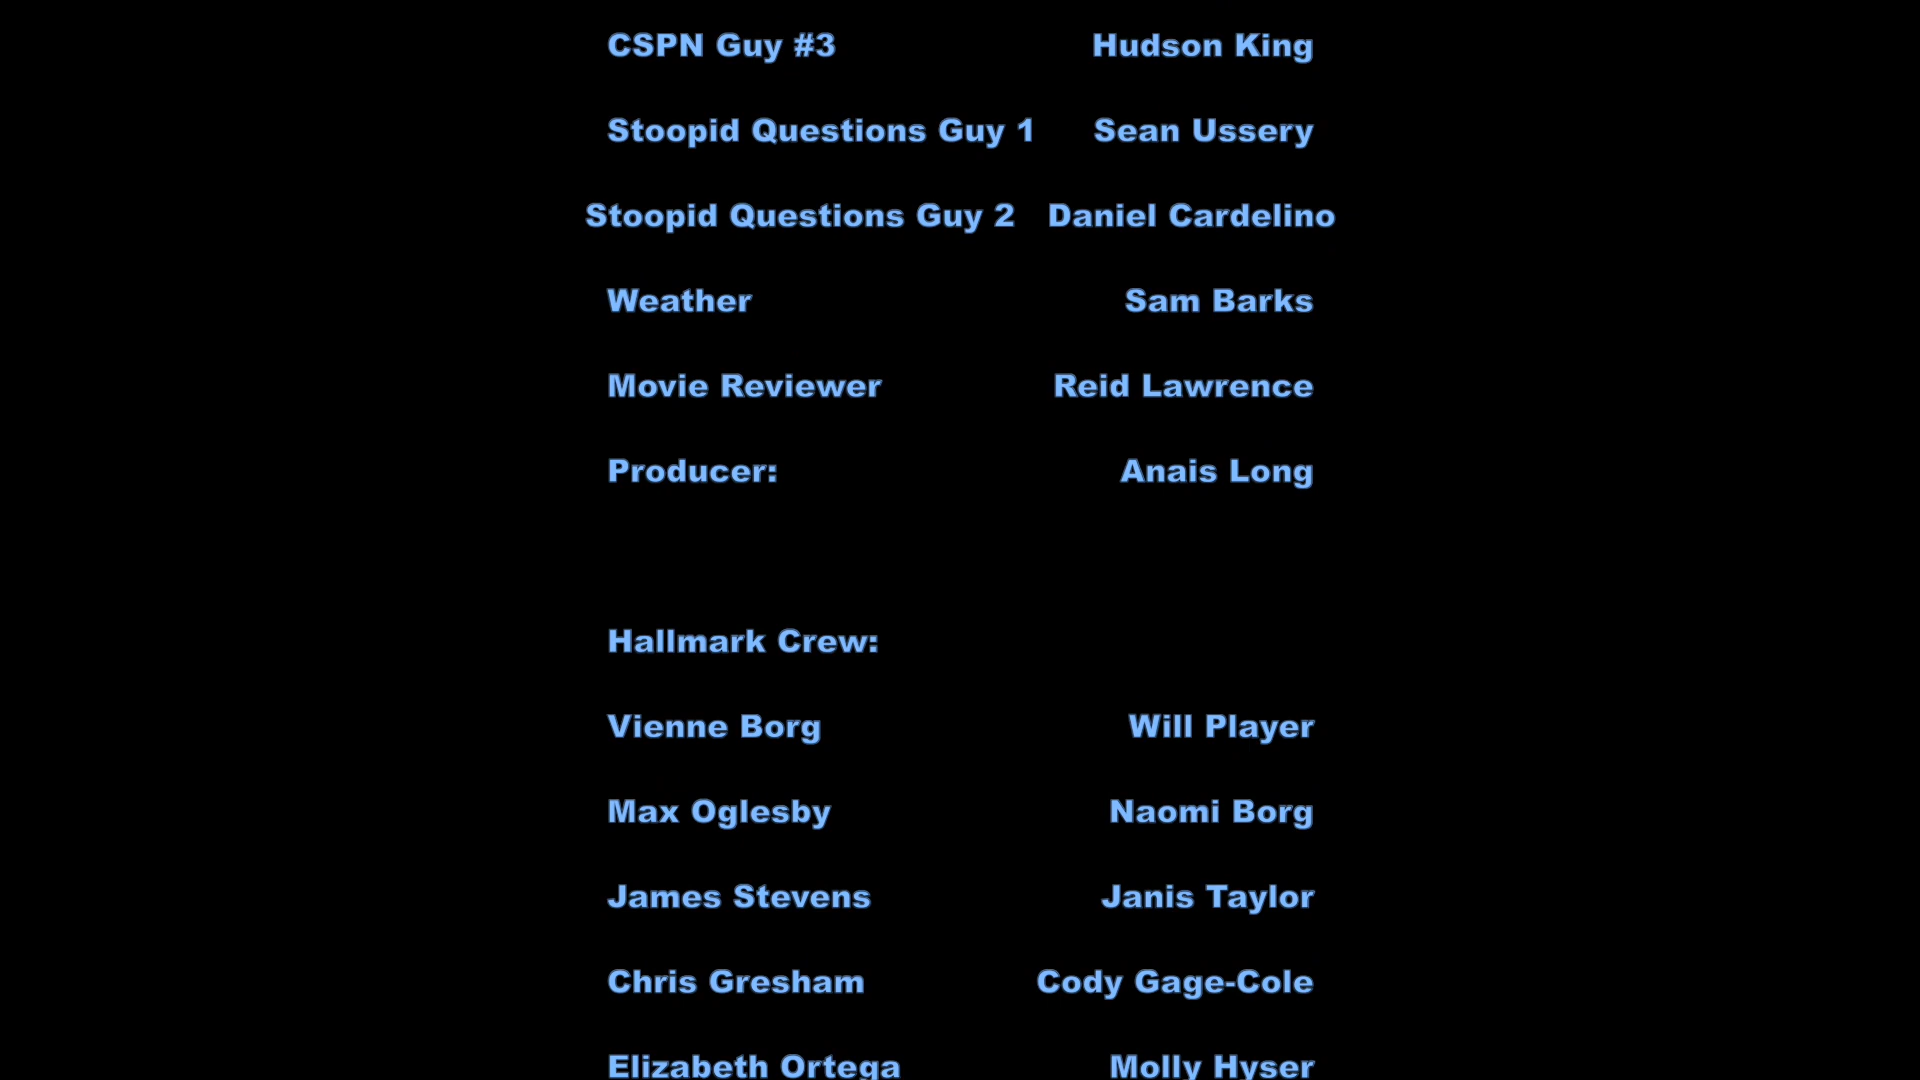 CSPN Guy #3 Hudson King
Stoopid Questions Guy 1 Sean Ussery
Stoopid Questions Guy 2 Daniel Cardelino
Weather Sam Barks
Movie Reviewer Reid Lawrence
Producer: Anais Long
Hallmark Crew:
Vienne Borg Will Player
Max Oglesby Naomi Borg
James Stevens Janis Taylor
Chris Gresham Cody Gage-Cole
Elizabeth Ortega Molly Hyser